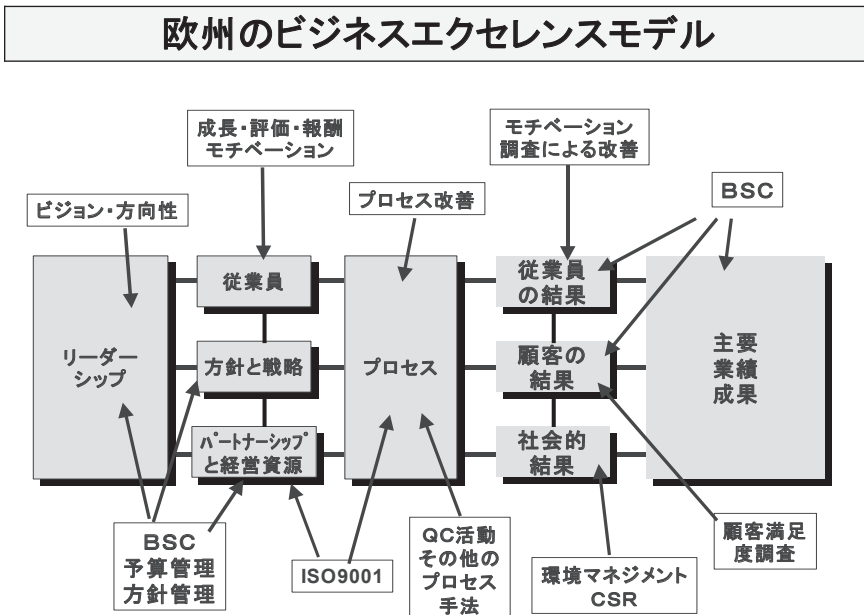 欧州のビジネスエクセレンスモデル
成長・評価・報酬
モチベーション
モチベーション
調査による改善
ビジョン・方向性
プロセス改善
BSC
リーダー
シップ
従業員
方針と戦略
パートナーシップ
と経営資源
プロセス
従業員
の結果
顧客の
結果
社会的
結果
主要
業績
成果
BSC
予算管理
方針管理
ISO9001
QC活動
その他の
プロセス
手法
環境マネジメント
CSR
顧客満足
度調査